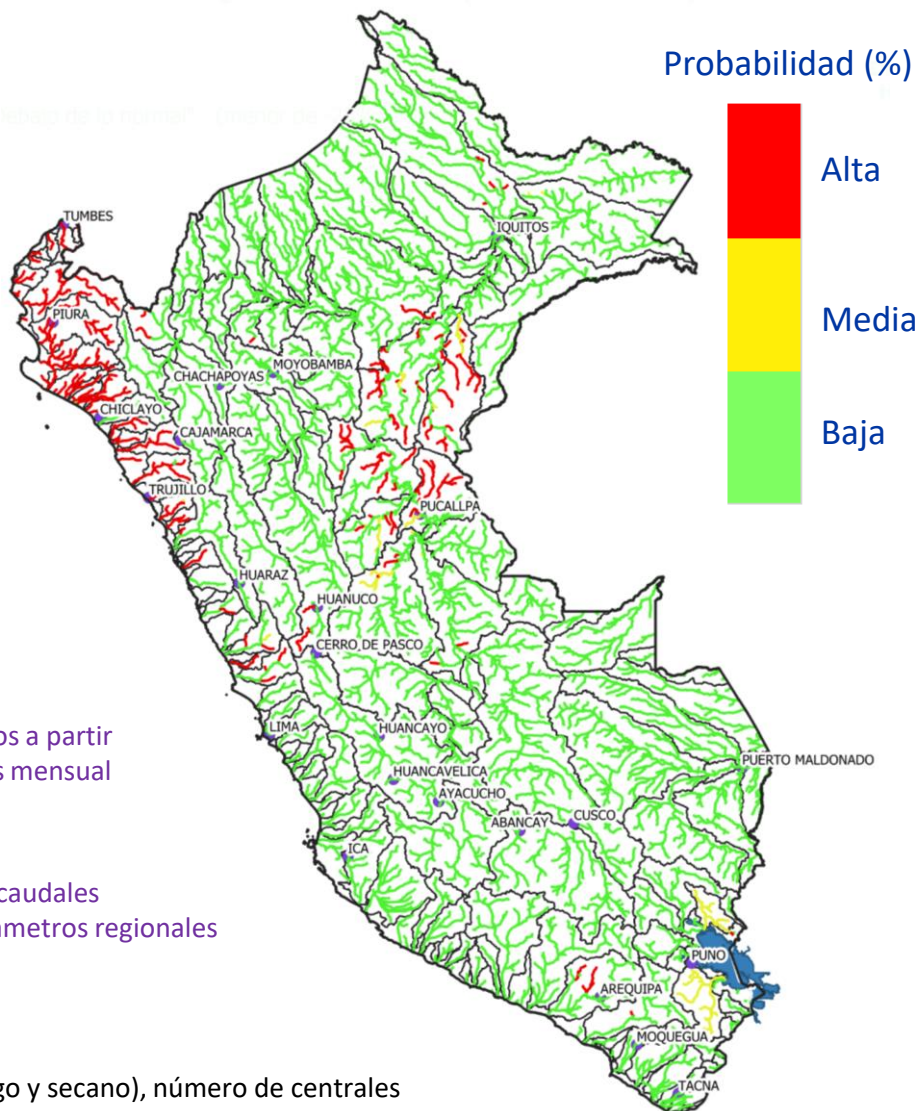 Probabilidad (%)
Alta
Media
Baja
TUMBES
IQUITOS
PIURA
MOYOBAMBA
CHACHAPOYAS
CHICLAYO
CAJAMARCA
TRUJILLO
PUCALLPA
HUARAZ
HUANUCO
CERRO DE PASCO
LIMA
HUANCAYO
os a partir
s mensual
PUERTO MALDONADO
HUANCAVELICA
AYACUCHO
ABANCAY
CUSCO
ICA
caudales
ámetros regionales
PUNO
AREQUIPA
MOQUEGUA
TACNA
go y secano), número de centrales